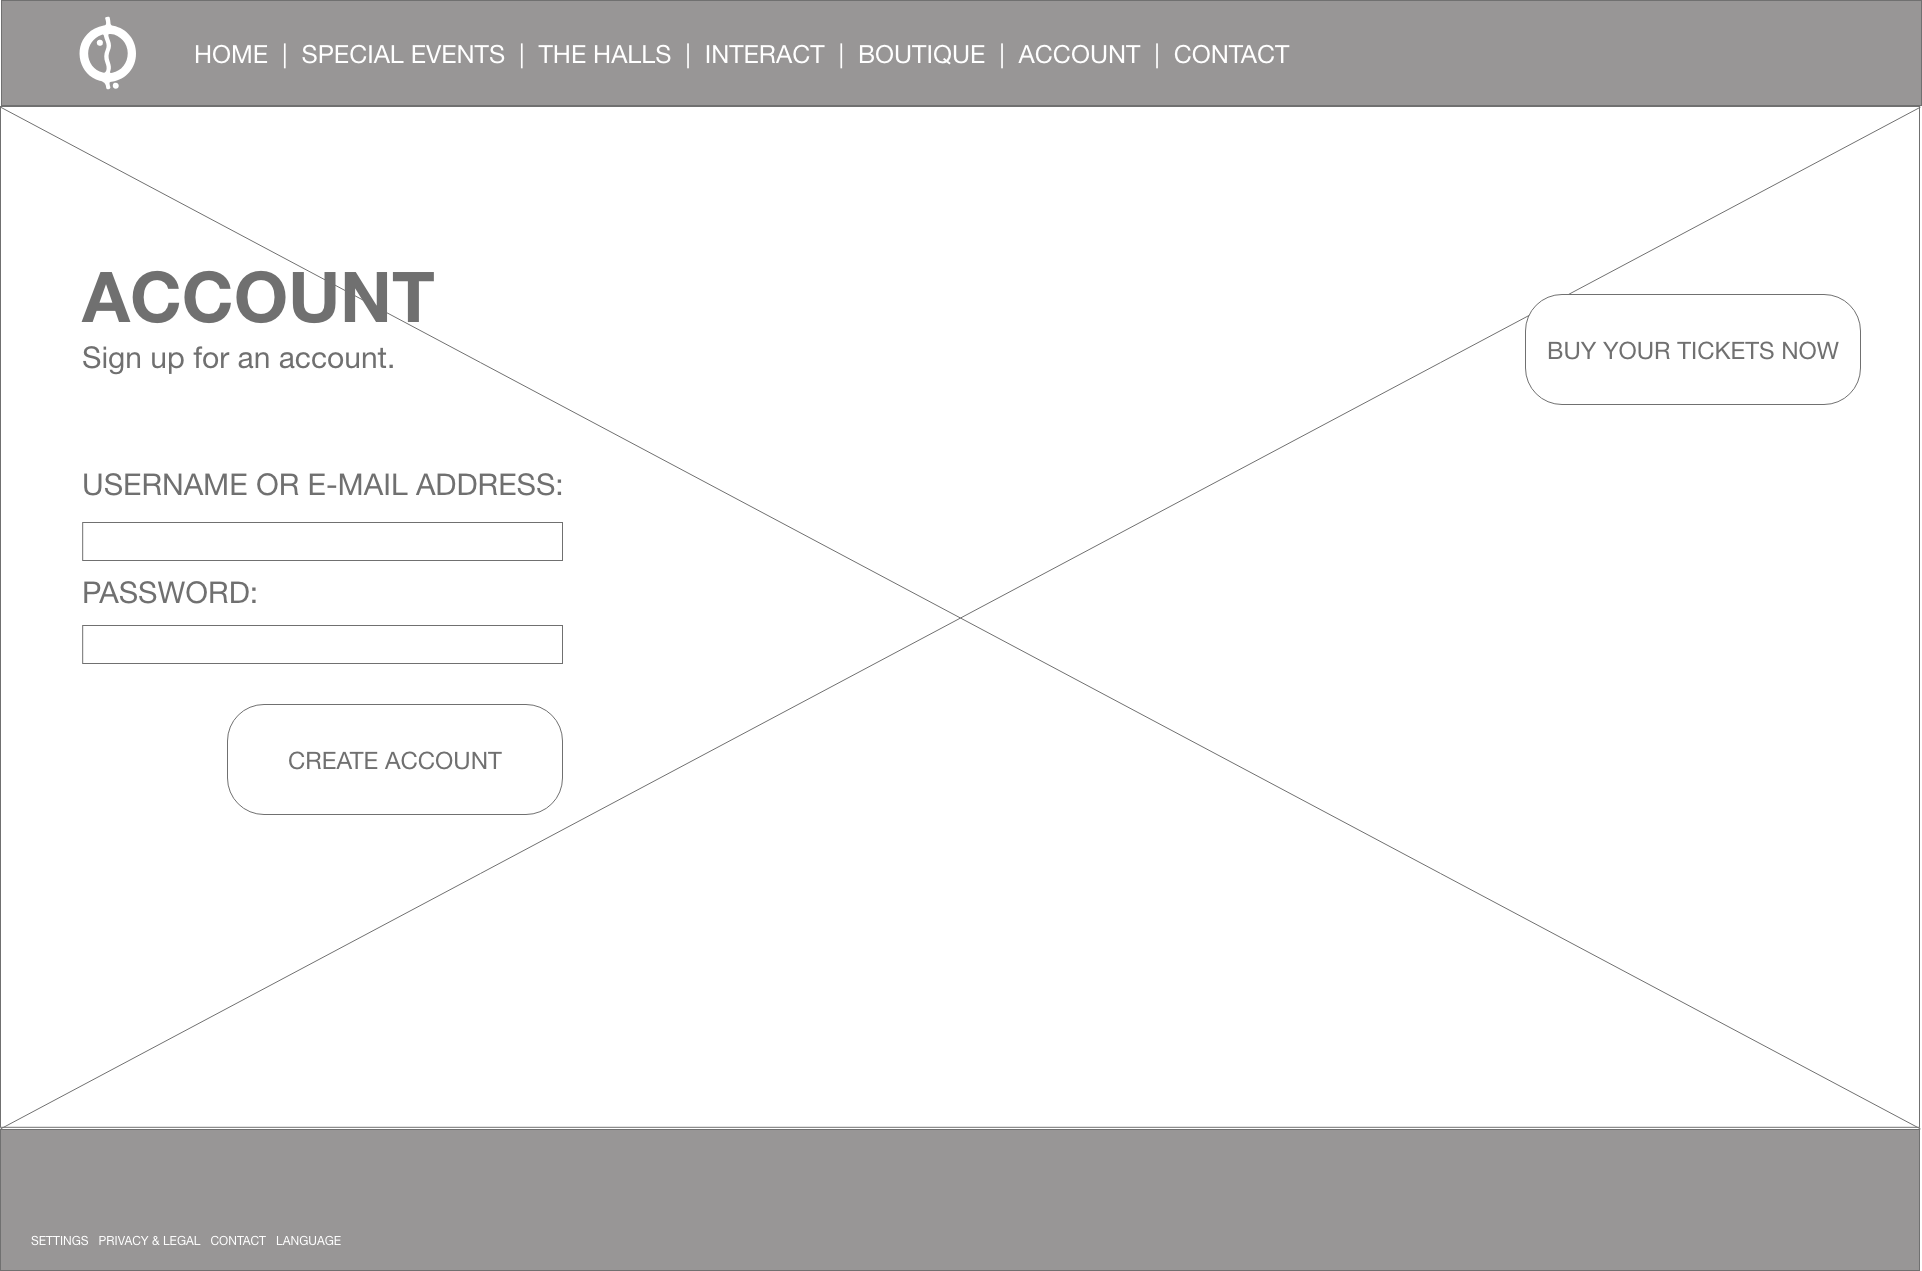 HOME | SPECIAL EVENTS | THE HALLS | INTERACT | BOUTIQUE | ACCOUNT | CONTACT
ACCOUNT
Sign up for an account.
BUY YOUR TICKETS NOW
USERNAME OR E-MAIL ADDRESS:
PASSWORD:
CREATE ACCOUNT
SETTINGS PRIVACY & LEGAL CONTACT LANGUAGE